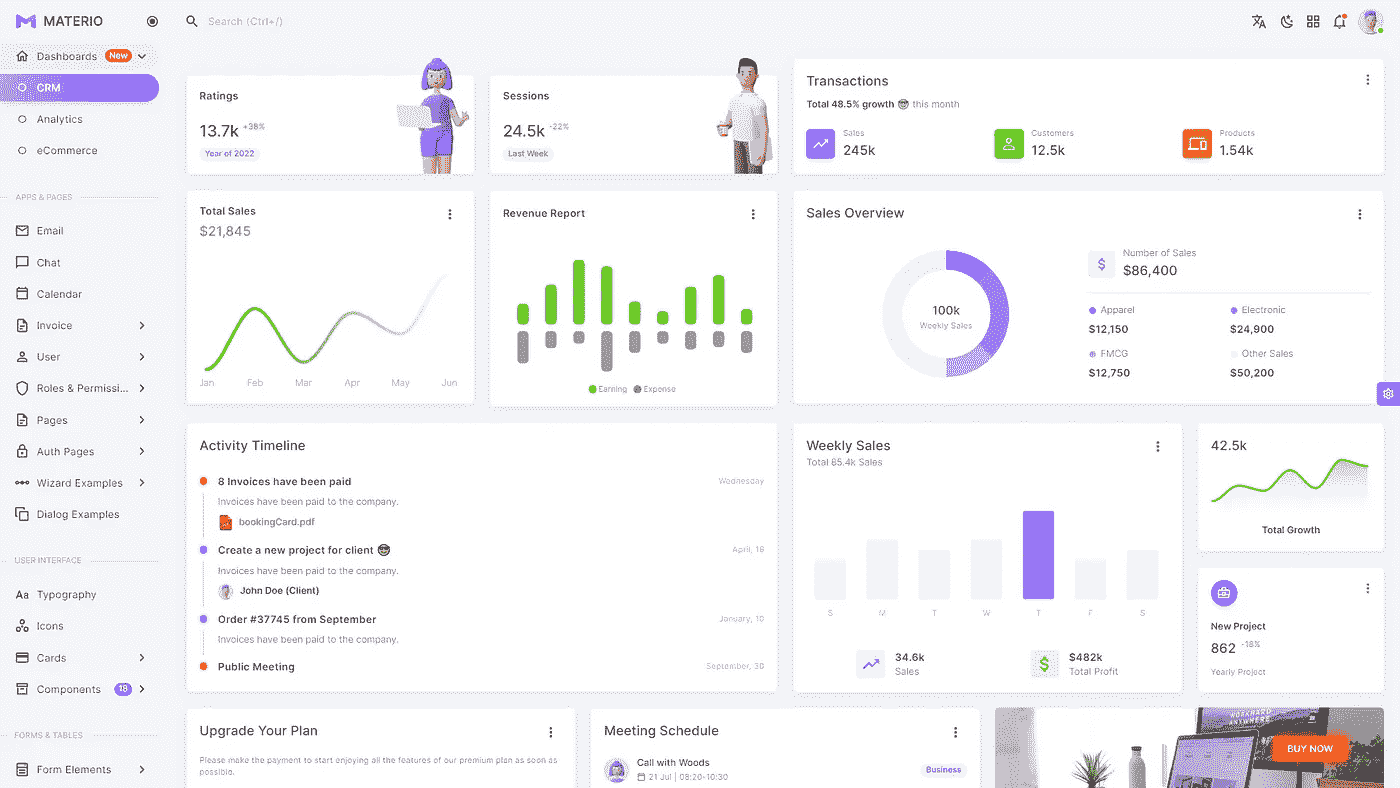 MATERIO
Search (Ctrl+/)
Dashboards New
CRM
Analytics
eCommerce
APPS & PAGES
Email
Chat
Calendar
Invoice
User
Roles & Permissi...
Pages
Auth Pages
Wizard Examples
Dialog Examples
USER INTERFACE
Aa Typography
Icons
Cards
Components 18
FORMS & TABLES
Form Elements
Ratings
13.7k +38%
Year of 2022
Sessions
24.5k -22%
Last Week
Transactions
Total 48.5% growth 😎 this month
Sales
245k
Customers
12.5k
Products
1.54k
Total Sales
$21,845
Jan Feb Mar Apr May Jun
Revenue Report
Earning Expense
Sales Overview
100k
Weekly Sales
$
Number of Sales
$86,400
Apparel
$12,150
Electronic
$24,900
FMCG
$12,750
Other Sales
$50,200
Activity Timeline
8 Invoices have been paid Wednesday
Invoices have been paid to the company.
bookingCard.pdf
Create a new project for client 😎 April, 16
Invoices have been paid to the company.
John Doe (Client)
Order #37745 from September January, 10
Invoices have been paid to the company.
Public Meeting September, 30
Weekly Sales
Total 85.4k Sales
S M T W T F S
34.6k
Sales
$
$482k
Total Profit
42.5k
Total Growth
New Project
862 -18%
Yearly Project
Upgrade Your Plan
Please make the payment to start enjoying all the features of our premium plan as soon as
possible.
Meeting Schedule
Call with Woods
21 Jul | 08:20-10:30
Business
WORKHARD
ANYWHERE
BUY NOW